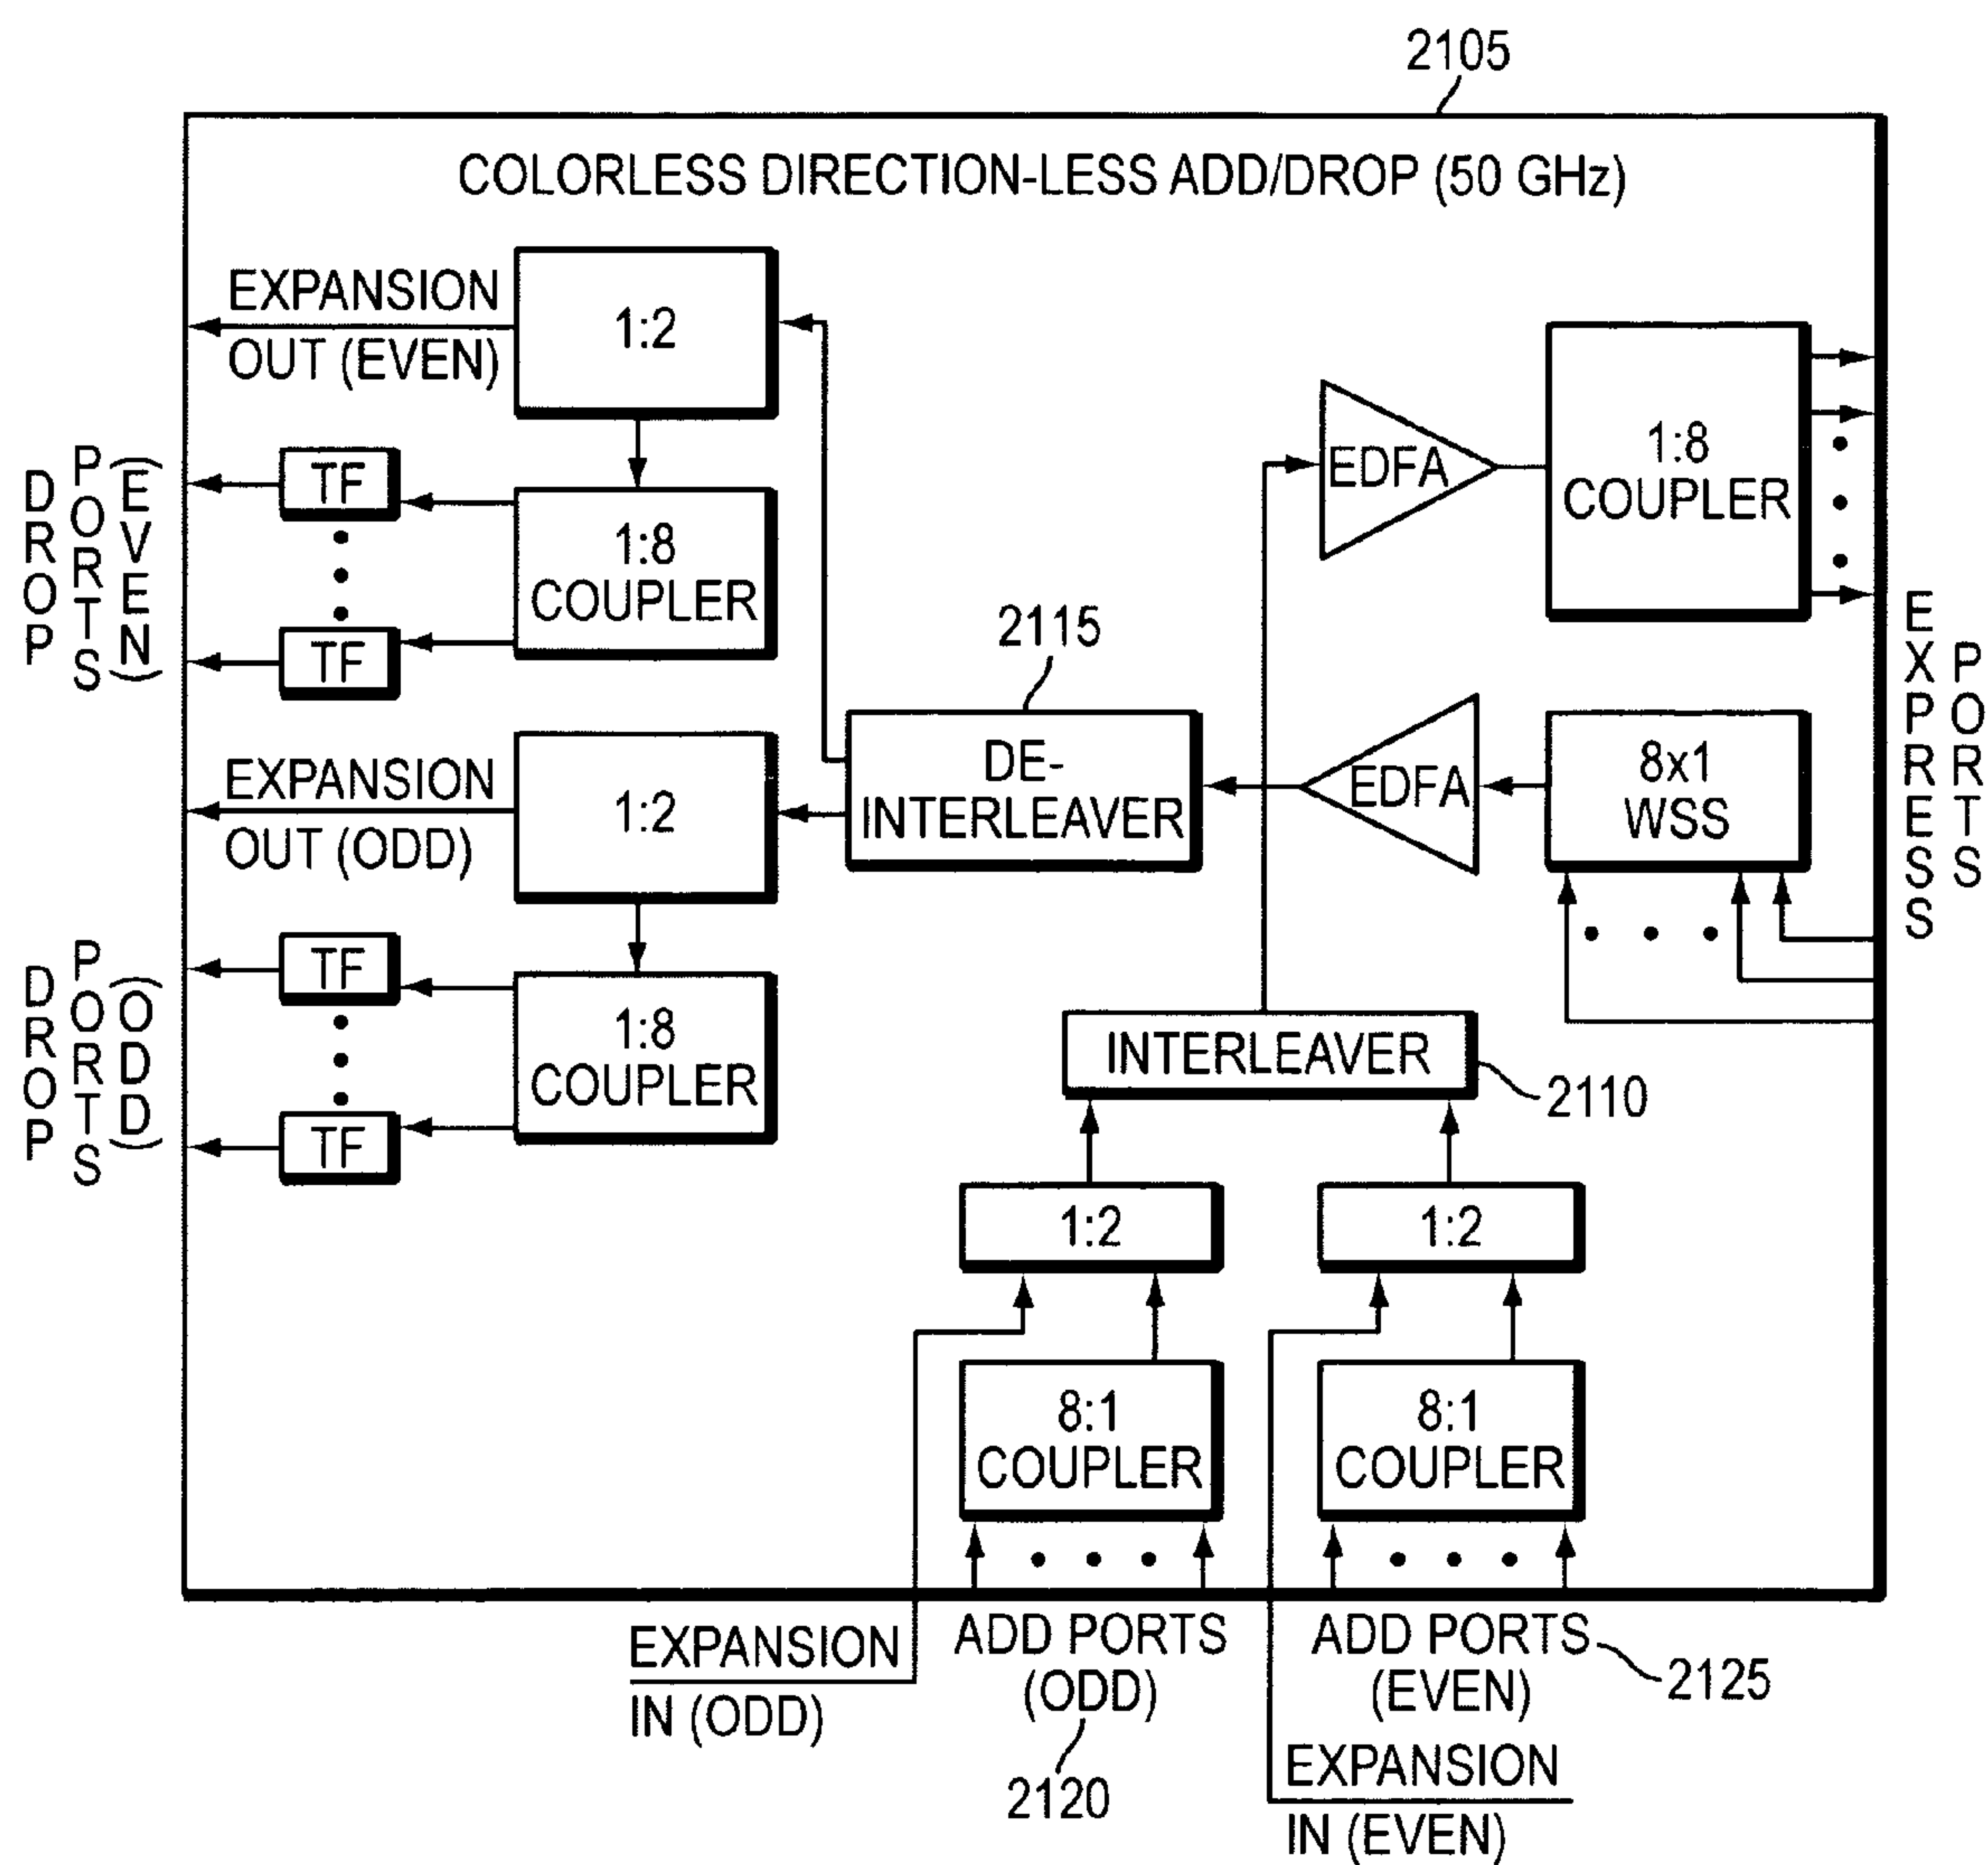 2105
COLORLESS DIRECTION-LESS ADD/DROP (50 GHz)
EXPANSION
OUT (EVEN)
1:2
EDFA
1:8
COUPLER
DROP
PORTS
(EVEN)
TF
TF
1:8
COUPLER
2115
EXPRESS
PORTS
DE-
INTERLEAVER
EDFA
8x1
WSS
EXPANSION
OUT (ODD)
1:2
DROP
PORTS
(ODD)
TF
TF
1:8
COUPLER
INTERLEAVER
2110
1:2
1:2
8:1
COUPLER
8:1
COUPLER
EXPANSION
IN (ODD)
ADD PORTS
(ODD)
2120
ADD PORTS
(EVEN)
2125
EXPANSION
IN (EVEN)